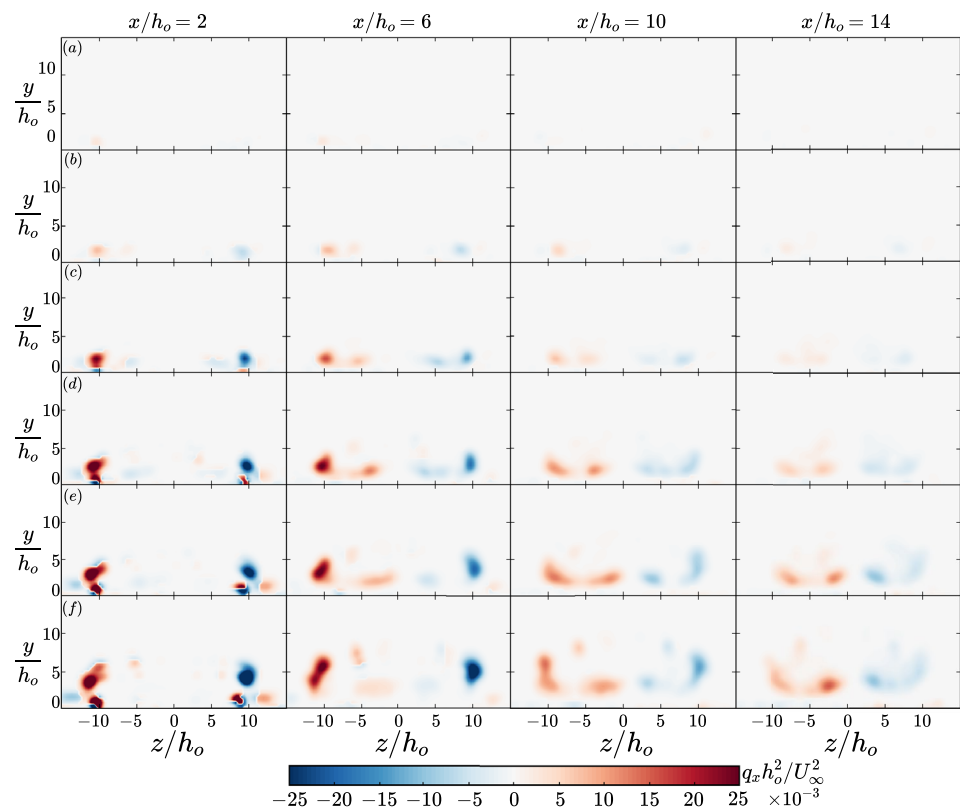 x/h_o = 2 x/h_o = 6 x/h_o = 10 x/h_o = 14
(a)
10
y/h_o 5
0
(b)
10
y/h_o 5
0
(c)
10
y/h_o 5
0
(d)
10
y/h_o 5
0
(e)
10
y/h_o 5
0
(f)
10
y/h_o 5
0
−10 −5 0 5 10 −10 −5 0 5 10 −10 −5 0 5 10 −10 −5 0 5 10
z/h_o z/h_o z/h_o z/h_o
q_x h_o^2/U_∞^2
−25 −20 −15 −10 −5 0 5 10 15 20 25 ×10^−3